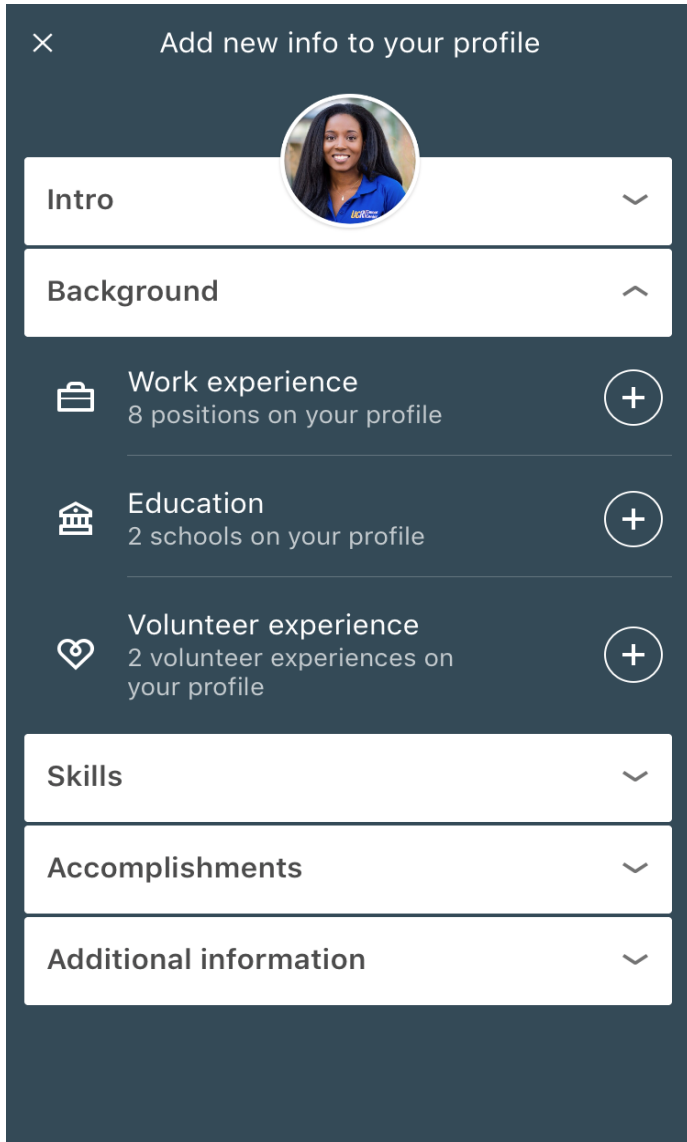 Add new info to your profile
Intro
Background
Work experience
8 positions on your profile
Education
2 schools on your profile
Volunteer experience
2 volunteer experiences on
your profile
Skills
Accomplishments
Additional information